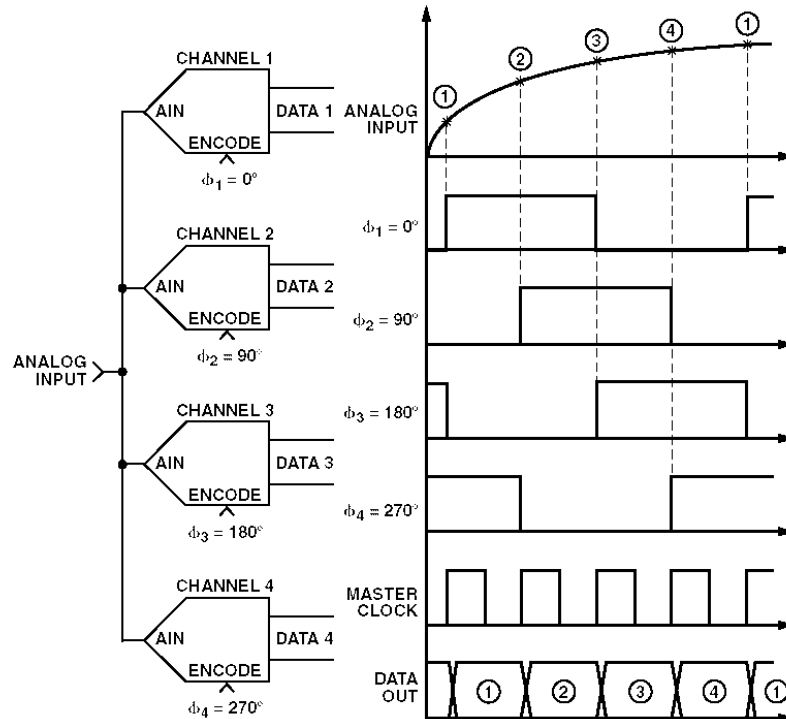 CHANNEL 1
AIN
DATA 1
ENCODE
ϕ1 = 0°
CHANNEL 2
AIN
DATA 2
ENCODE
ϕ2 = 90°
ANALOG
INPUT
CHANNEL 3
AIN
DATA 3
ENCODE
ϕ3 = 180°
CHANNEL 4
AIN
DATA 4
ENCODE
ϕ4 = 270°
ANALOG
INPUT
1 2 3 4 1
ϕ1 = 0°
ϕ2 = 90°
ϕ3 = 180°
ϕ4 = 270°
MASTER
CLOCK
DATA
OUT
1 2 3 4 1